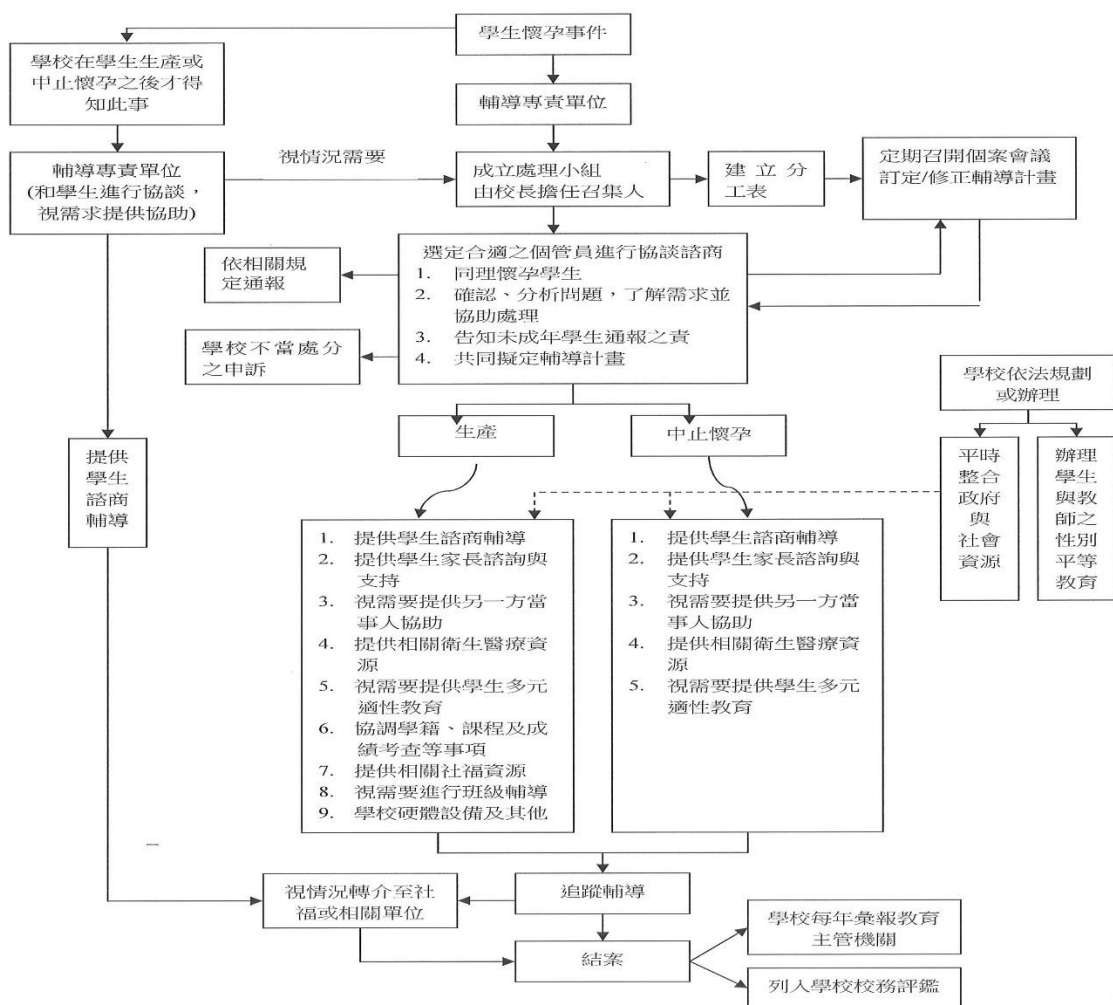 學生懷孕事件
學校在學生生產或
中止懷孕之後才得
知此事
輔導專責單位
輔導專責單位
(和學生進行協談，
視需求提供協助)
視情況需要
成立處理小組
由校長擔任召集人
建立分
工表
定期召開個案會議
訂定/修正輔導計畫
選定合適之個管員進行協談諮商
1. 同理懷孕學生
2. 確認、分析問題，了解需求並
協助處理
3. 告知未成年學生通報之責
4. 共同擬定輔導計畫
依相關規
定通報
學校不當處分
之申訴
學校依法規劃
或辦理
生產
中止懷孕
提供
學生
諮商
輔導
平時
整合
政府
與
社會
資源
辦理
學生
與教
師之
性別
平等
教育
1. 提供學生諮商輔導
2. 提供學生家長諮詢與
支持
3. 視需要提供另一方當
事人協助
4. 提供相關衛生醫療資
源
5. 視需要提供學生多元
適性教育
6. 協調學籍、課程及成
績考查等事項
7. 提供相關社福資源
8. 視需要進行班級輔導
9. 學校硬體設備及其他
1. 提供學生諮商輔導
2. 提供學生家長諮詢與
支持
3. 視需要提供另一方當
事人協助
4. 提供相關衛生醫療資
源
5. 視需要提供學生多元
適性教育
視情況轉介至社
福或相關單位
追蹤輔導
結案
學校每年彙報教育
主管機關
列入學校校務評鑑